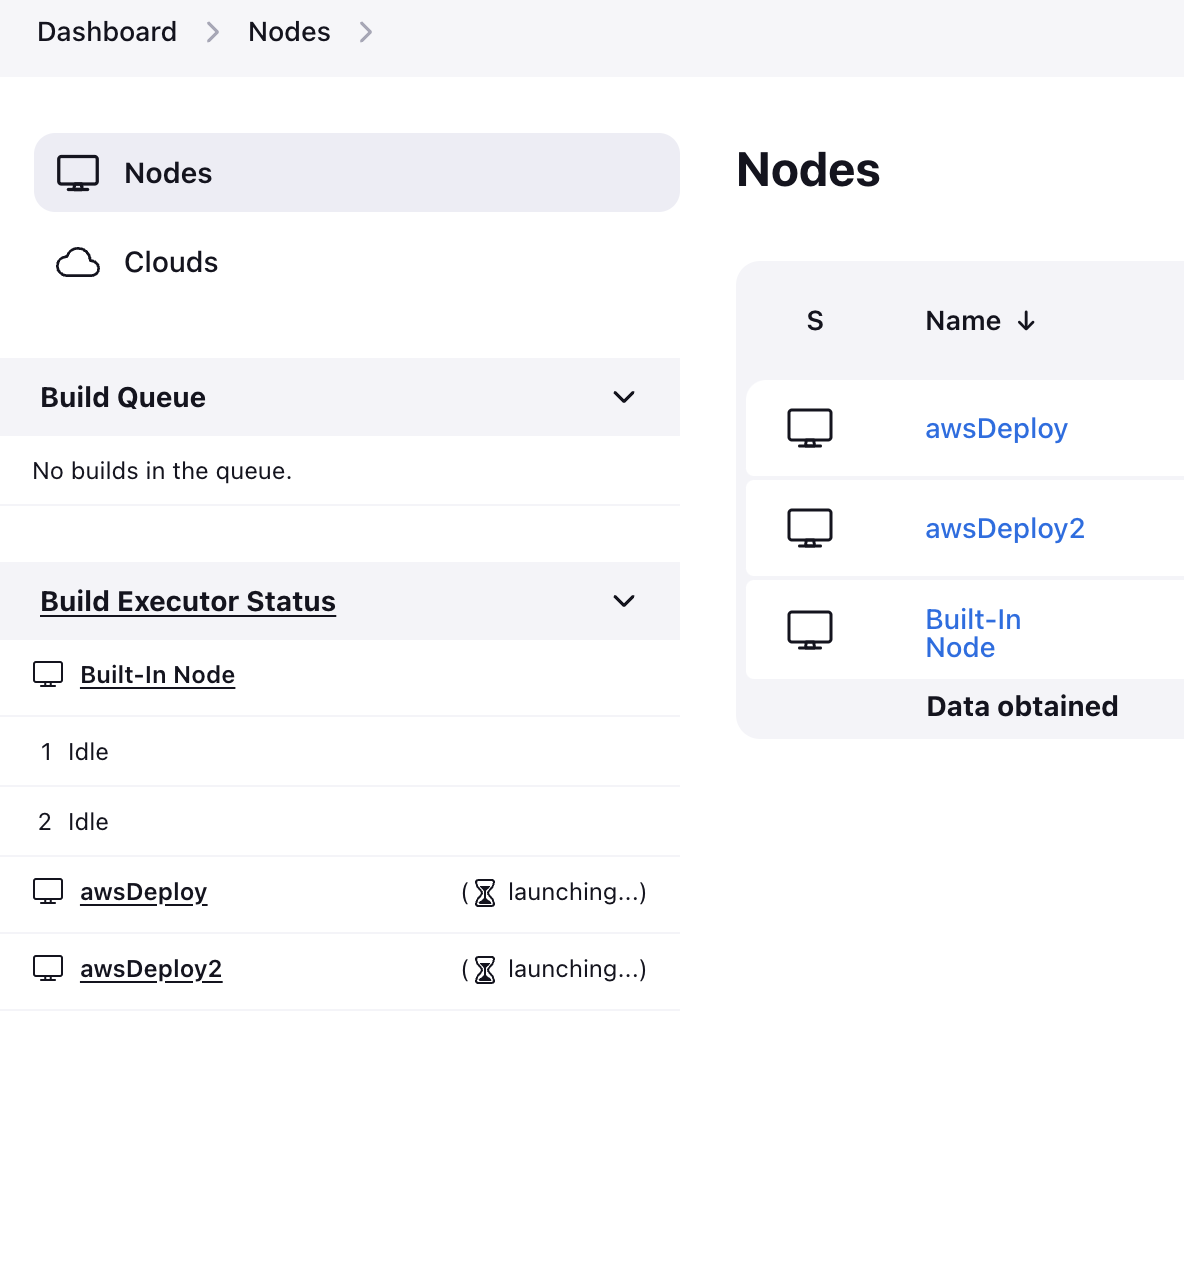 Dashboard > Nodes >
Nodes
Clouds
Build Queue
No builds in the queue.
Build Executor Status
Built-In Node
1 Idle
2 Idle
awsDeploy (launching...)
awsDeploy2 (launching...)
Nodes
S Name ↓
awsDeploy
awsDeploy2
Built-In
Node
Data obtained